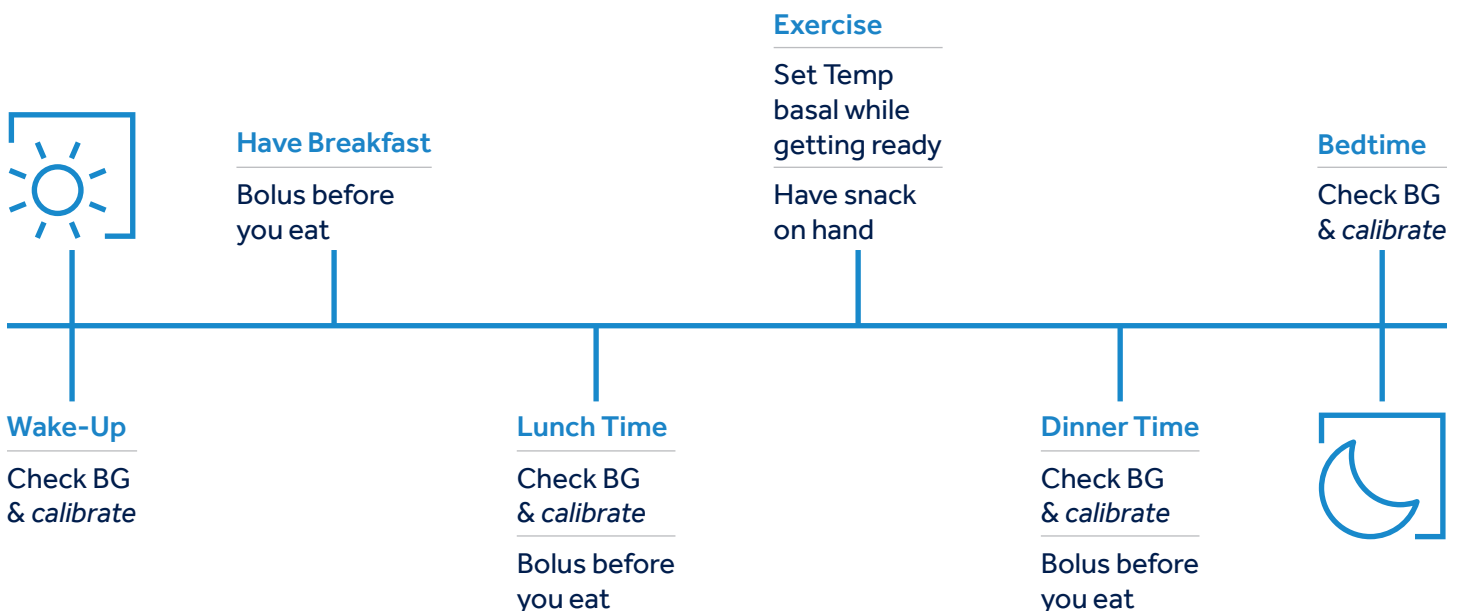 Wake-Up
Check BG
& calibrate
Have Breakfast
Bolus before
you eat
Lunch Time
Check BG
& calibrate
Bolus before
you eat
Exercise
Set Temp
basal while
getting ready
Have snack
on hand
Dinner Time
Check BG
& calibrate
Bolus before
you eat
Bedtime
Check BG
& calibrate